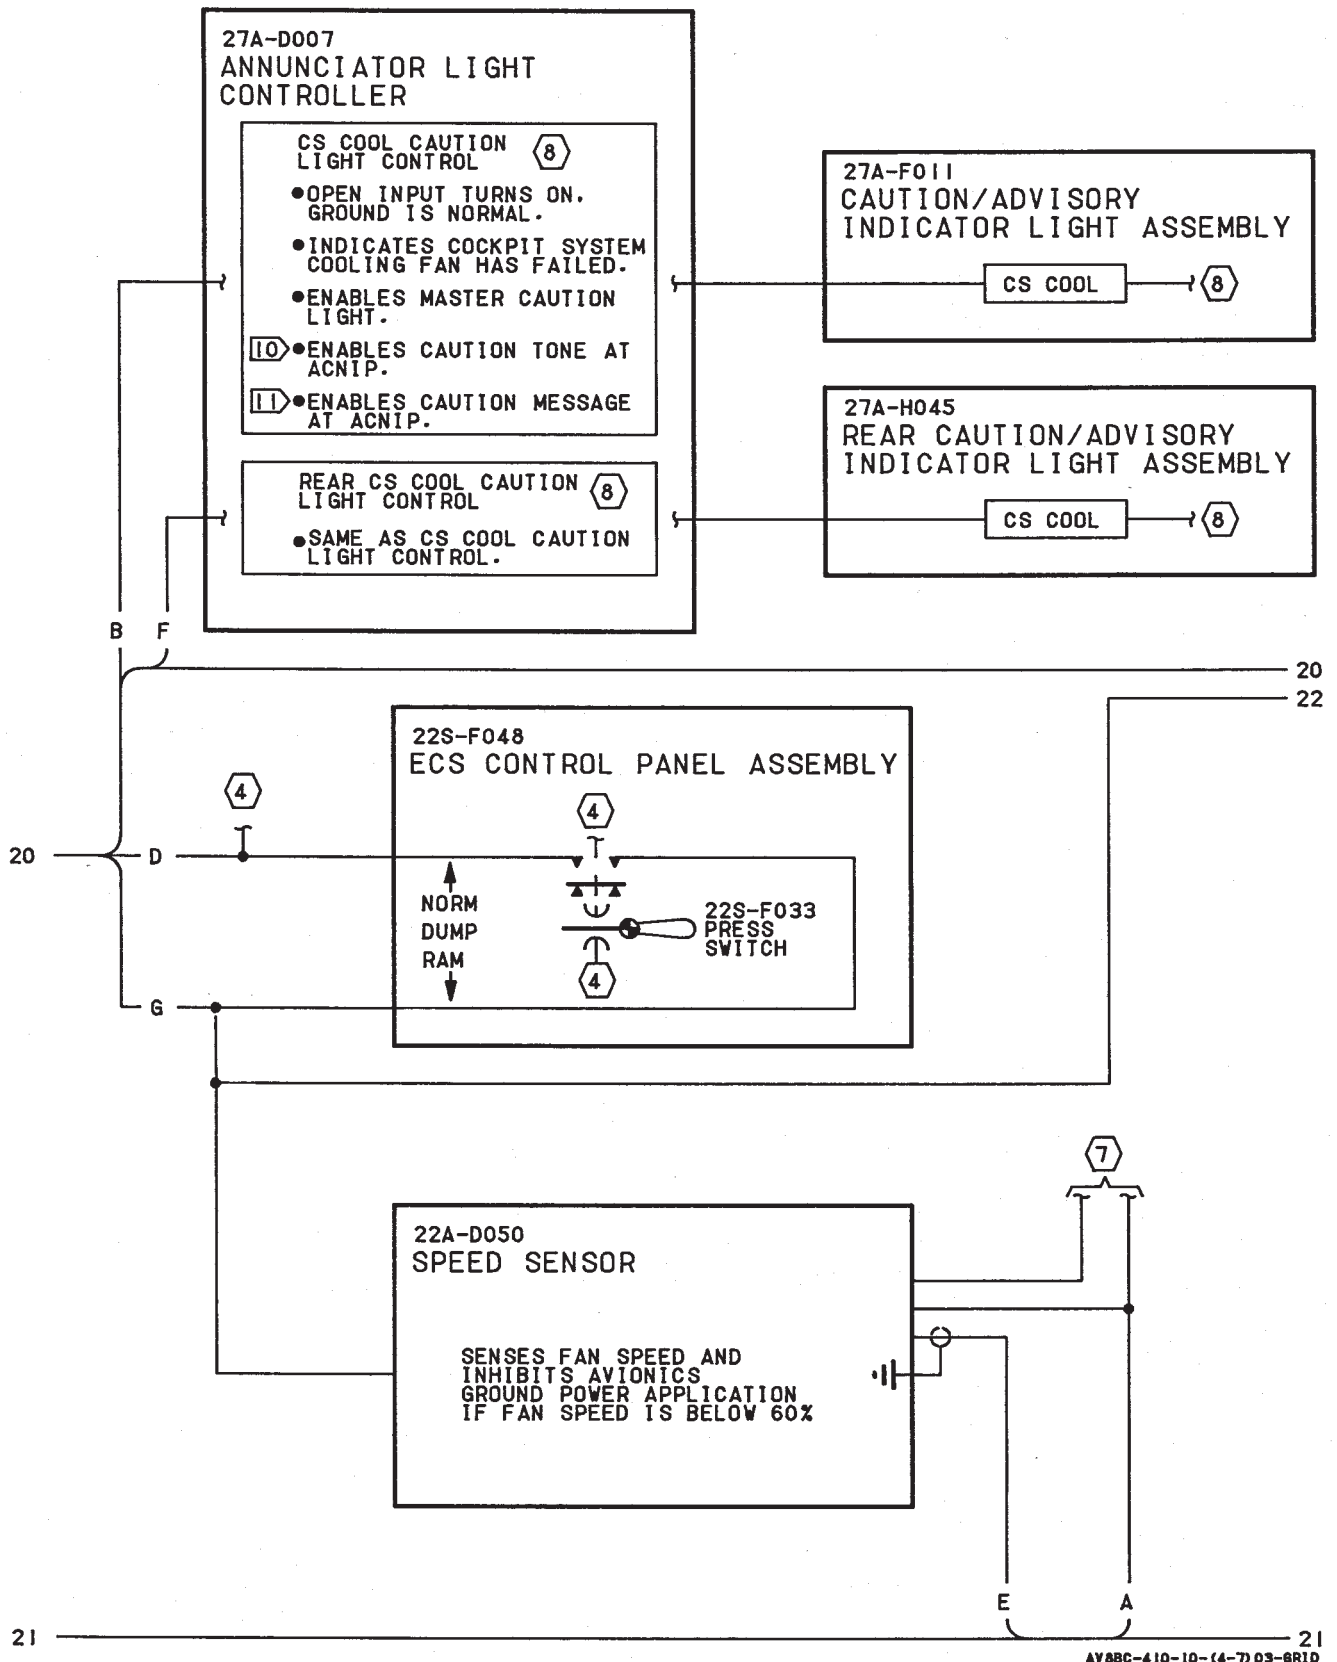 27A-D007
ANNUNCIATOR LIGHT
CONTROLLER
CS COOL CAUTION
LIGHT CONTROL
8
●OPEN INPUT TURNS ON.
GROUND IS NORMAL.
●INDICATES COCKPIT SYSTEM
COOLING FAN HAS FAILED.
●ENABLES MASTER CAUTION
LIGHT.
10 ●ENABLES CAUTION TONE AT
ACNIP.
11 ●ENABLES CAUTION MESSAGE
AT ACNIP.
REAR CS COOL CAUTION
LIGHT CONTROL
8
●SAME AS CS COOL CAUTION
LIGHT CONTROL.
27A-F011
CAUTION/ADVISORY
INDICATOR LIGHT ASSEMBLY
CS COOL
8
27A-H045
REAR CAUTION/ADVISORY
INDICATOR LIGHT ASSEMBLY
CS COOL
8
B F
20
22
22S-F048
ECS CONTROL PANEL ASSEMBLY
4
4
20
D
NORM
DUMP
RAM
22S-F033
PRESS
SWITCH
4
G
7
22A-D050
SPEED SENSOR
SENSES FAN SPEED AND
INHIBITS AVIONICS
GROUND POWER APPLICATION
IF FAN SPEED IS BELOW 60%
E A
21
21
AV8BC-410-10-(4-7)03-GRID